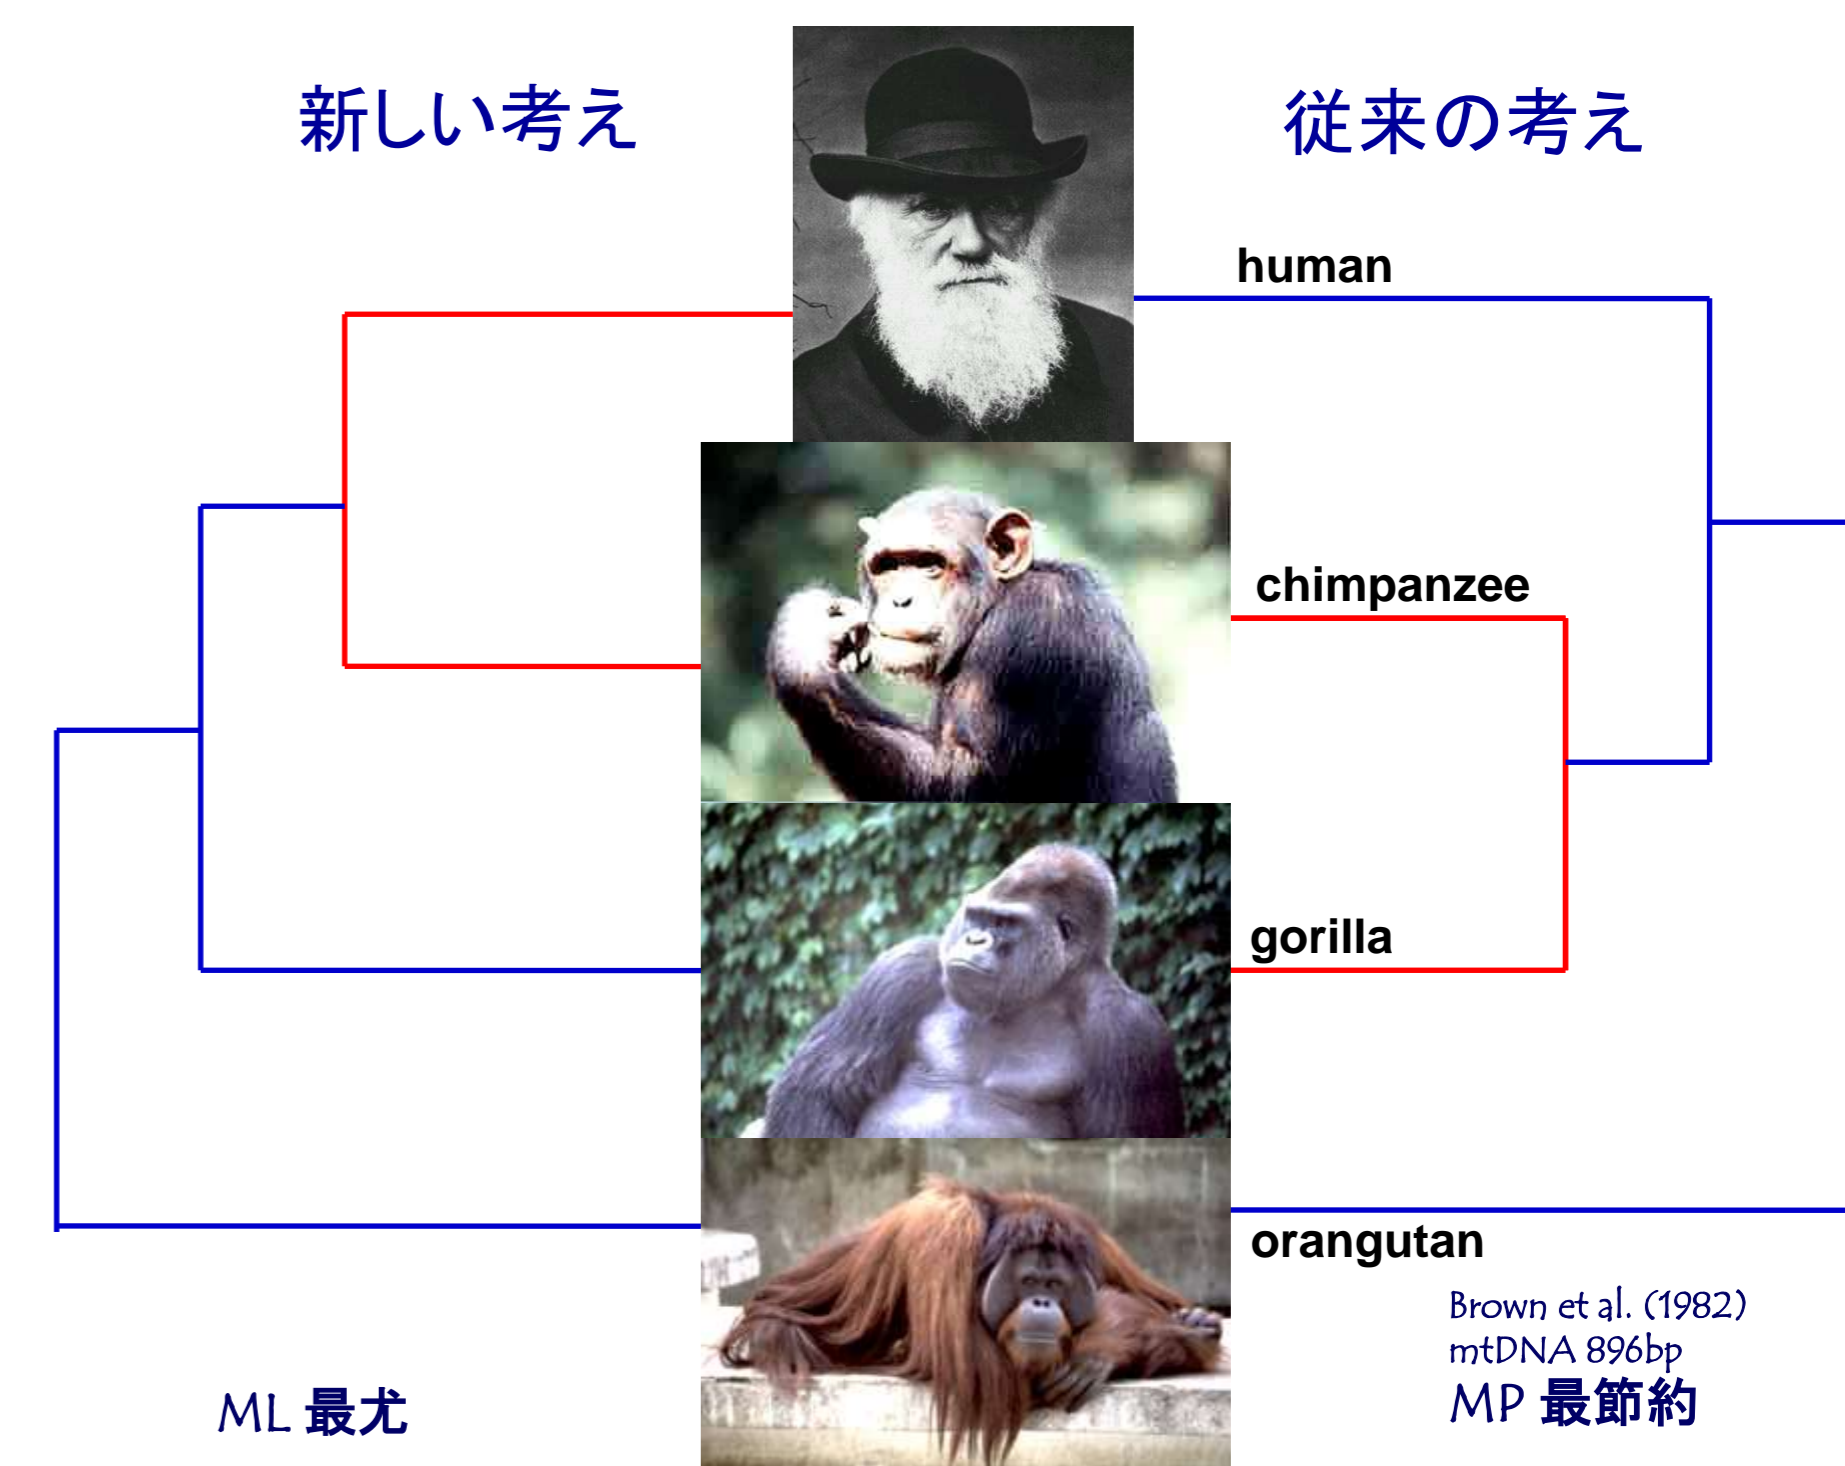 新しい考え
従来の考え
human
chimpanzee
gorilla
orangutan
Brown et al. (1982)
mtDNA 896bp
MP 最節約
ML 最尤